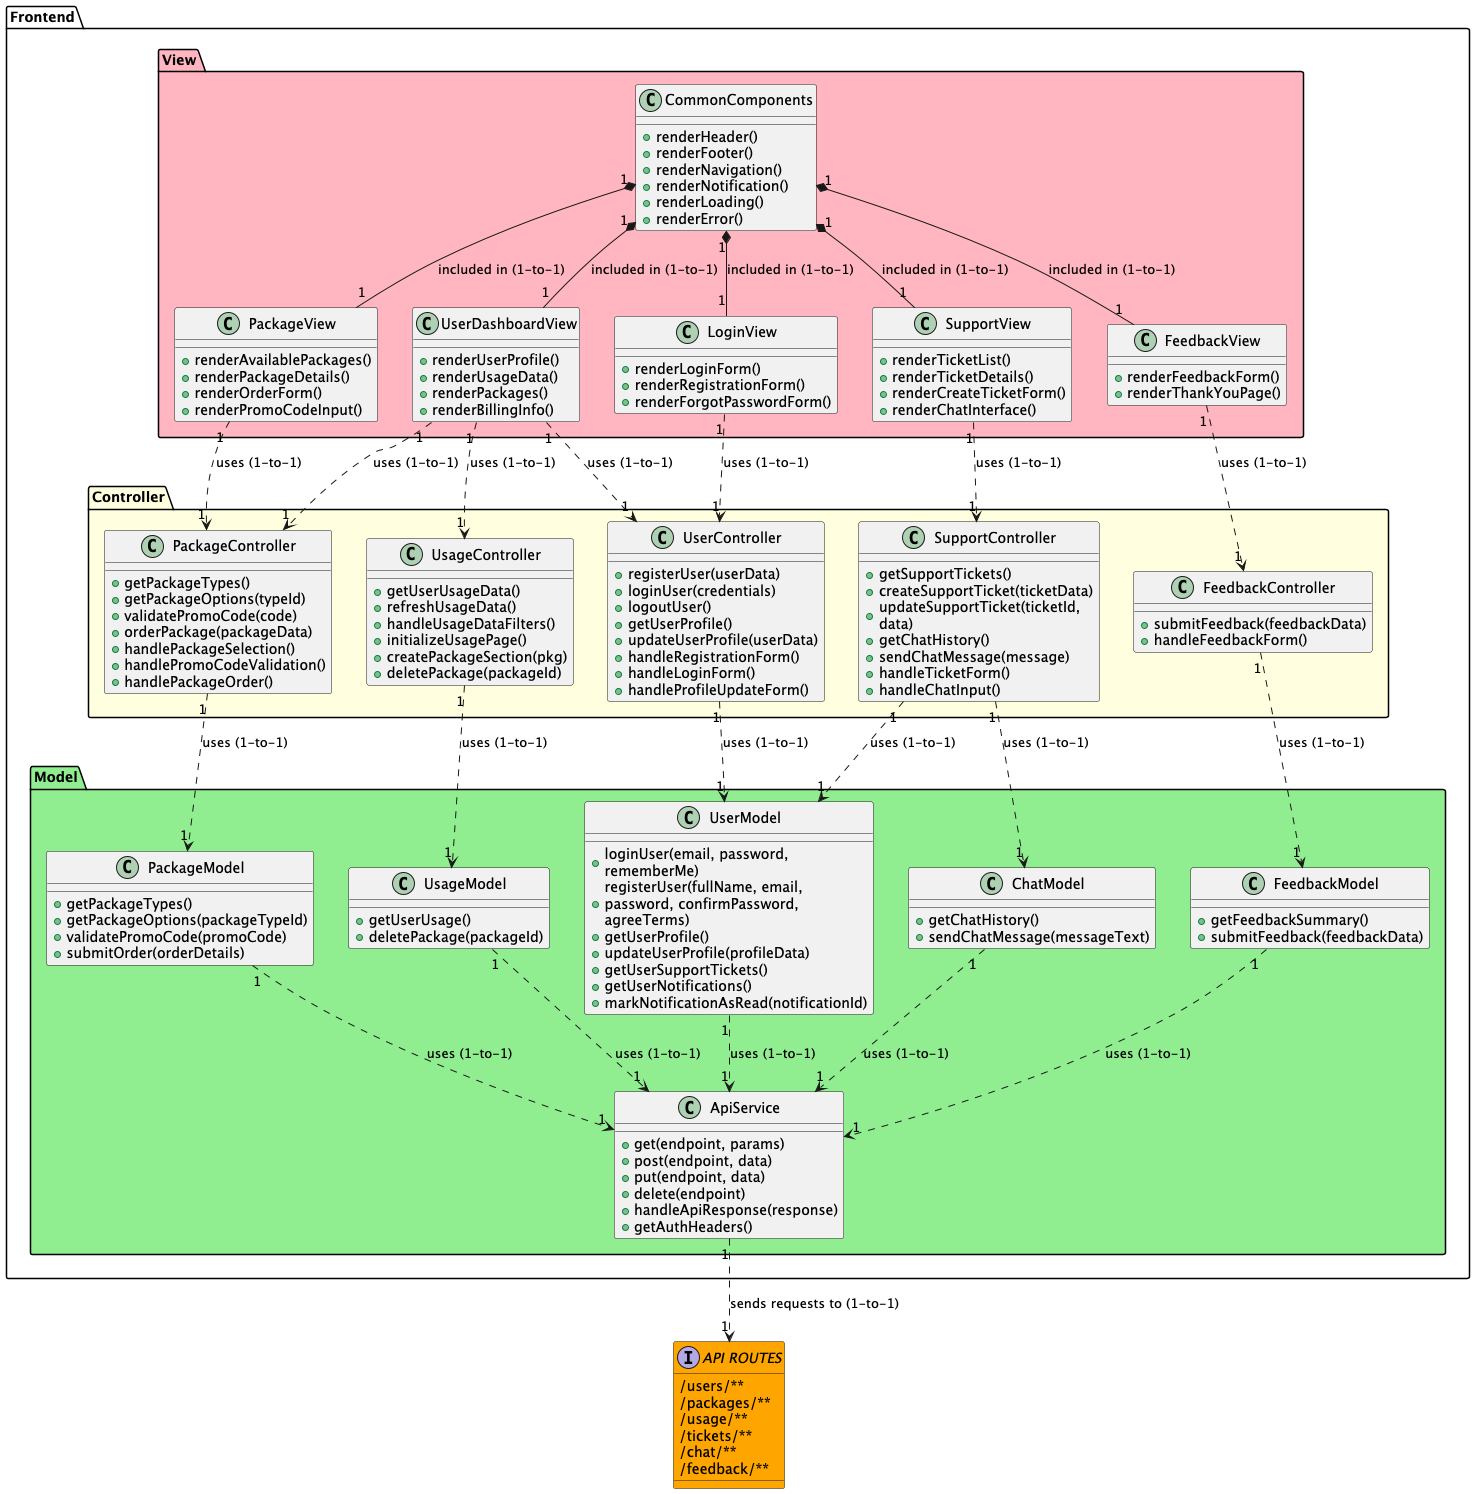 Frontend
View
C CommonComponents
renderHeader()
renderFooter()
renderNavigation()
renderNotification()
renderLoading()
renderError()
1
1
1
1
1
included in (1-to-1)
included in (1-to-1)
included in (1-to-1)
included in (1-to-1)
included in (1-to-1)
1
1
1
1
1
C PackageView
renderAvailablePackages()
renderPackageDetails()
renderOrderForm()
renderPromoCodeInput()
C UserDashboardView
renderUserProfile()
renderUsageData()
renderPackages()
renderBillingInfo()
C LoginView
renderLoginForm()
renderRegistrationForm()
renderForgotPasswordForm()
C SupportView
renderTicketList()
renderTicketDetails()
renderCreateTicketForm()
renderChatInterface()
C FeedbackView
renderFeedbackForm()
renderThankYouPage()
1
1
1
1
1
1
1
uses (1-to-1)
uses (1-to-1)
uses (1-to-1)
uses (1-to-1)
uses (1-to-1)
uses (1-to-1)
uses (1-to-1)
1
1
1
1
1
1
1
Controller
C PackageController
getPackageTypes()
getPackageOptions(typeId)
validatePromoCode(code)
orderPackage(packageData)
handlePackageSelection()
handlePromoCodeValidation()
handlePackageOrder()
C UsageController
getUserUsageData()
refreshUsageData()
handleUsageDataFilters()
initializeUsagePage()
createPackageSection(pkg)
deletePackage(packageId)
C UserController
registerUser(userData)
loginUser(credentials)
logoutUser()
getUserProfile()
updateUserProfile(userData)
handleRegistrationForm()
handleLoginForm()
handleProfileUpdateForm()
C SupportController
getSupportTickets()
createSupportTicket(ticketData)
updateSupportTicket(ticketId,
data)
getChatHistory()
sendChatMessage(message)
handleTicketForm()
handleChatInput()
C FeedbackController
submitFeedback(feedbackData)
handleFeedbackForm()
1
1
1
1
1
1
uses (1-to-1)
uses (1-to-1)
uses (1-to-1)
uses (1-to-1)
uses (1-to-1)
uses (1-to-1)
1
1
1
1
1
1
Model
C PackageModel
getPackageTypes()
getPackageOptions(packageTypeId)
validatePromoCode(promoCode)
submitOrder(orderDetails)
C UsageModel
getUserUsage()
deletePackage(packageId)
C UserModel
loginUser(email, password,
rememberMe)
registerUser(fullName, email,
password, confirmPassword,
agreeTerms)
getUserProfile()
updateUserProfile(profileData)
getUserSupportTickets()
getUserNotifications()
markNotificationAsRead(notificationId)
C ChatModel
getChatHistory()
sendChatMessage(messageText)
C FeedbackModel
getFeedbackSummary()
submitFeedback(feedbackData)
1
1
1
1
1
uses (1-to-1)
uses (1-to-1)
uses (1-to-1)
uses (1-to-1)
uses (1-to-1)
1
1
1
1
1
C ApiService
get(endpoint, params)
post(endpoint, data)
put(endpoint, data)
delete(endpoint)
handleApiResponse(response)
getAuthHeaders()
1
sends requests to (1-to-1)
1
I API ROUTES
/users/**
/packages/**
/usage/**
/tickets/**
/chat/**
/feedback/**